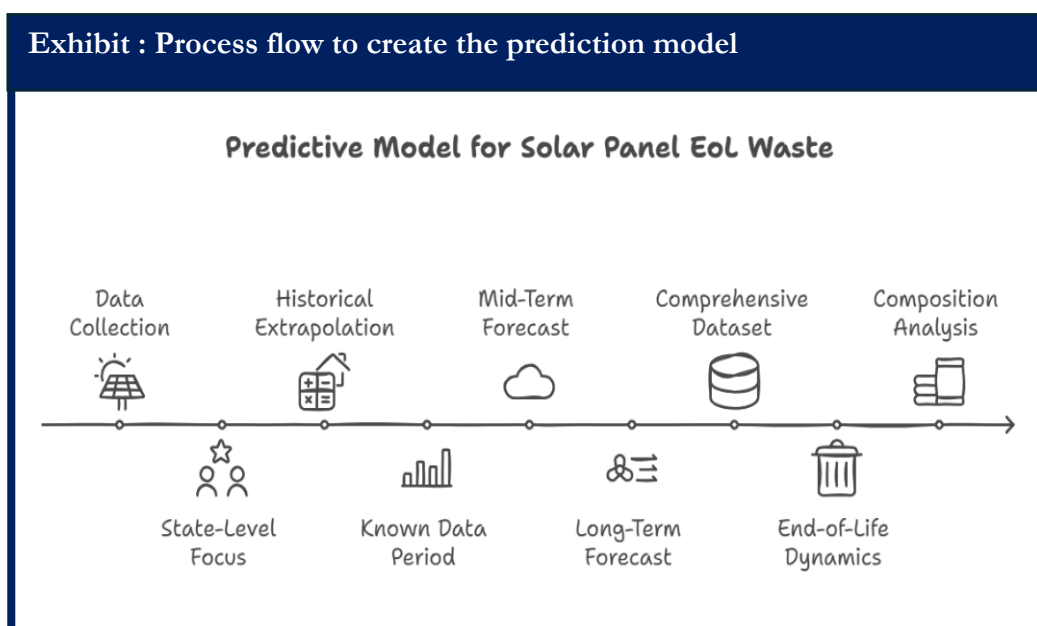 Exhibit : Process flow to create the prediction model
Predictive Model for Solar Panel EoL Waste
Data
Collection
Historical
Extrapolation
Mid-Term
Forecast
Comprehensive
Dataset
Composition
Analysis
State-Level
Focus
Known Data
Period
Long-Term
Forecast
End-of-Life
Dynamics